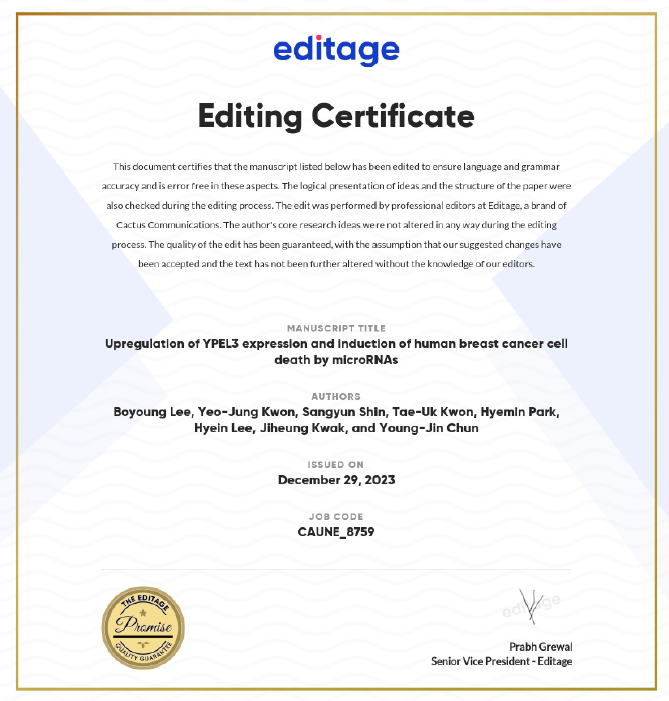 editage
Editing Certificate
This document certifies that the manuscript listed below has been edited to ensure language and grammar
accuracy and is error free in these aspects. The logical presentation of ideas and the structure of the paper were
also checked during the editing process. The edit was performed by professional editors at Editage, a brand of
Cactus Communications. The author's core research ideas were not altered in any way during the editing
process. The quality of the edit has been guaranteed, with the assumption that our suggested changes have
been accepted and the text has not been further altered without the knowledge of our editors.
MANUSCRIPT TITLE
Upregulation of YPEL3 expression and induction of human breast cancer cell
death by microRNAs
AUTHORS
Boyoung Lee, Yeo-Jung Kwon, Sangyun Shin, Tae-Uk Kwon, Hyemin Park,
Hyein Lee, Jiheung Kwak, and Young-Jin Chun
ISSUED ON
December 29, 2023
JOB CODE
CAUNE_8759
THE EDITAGE
Promise
QUALITY GUARANTEE
editage
Prabh Grewal
Senior Vice President - Editage